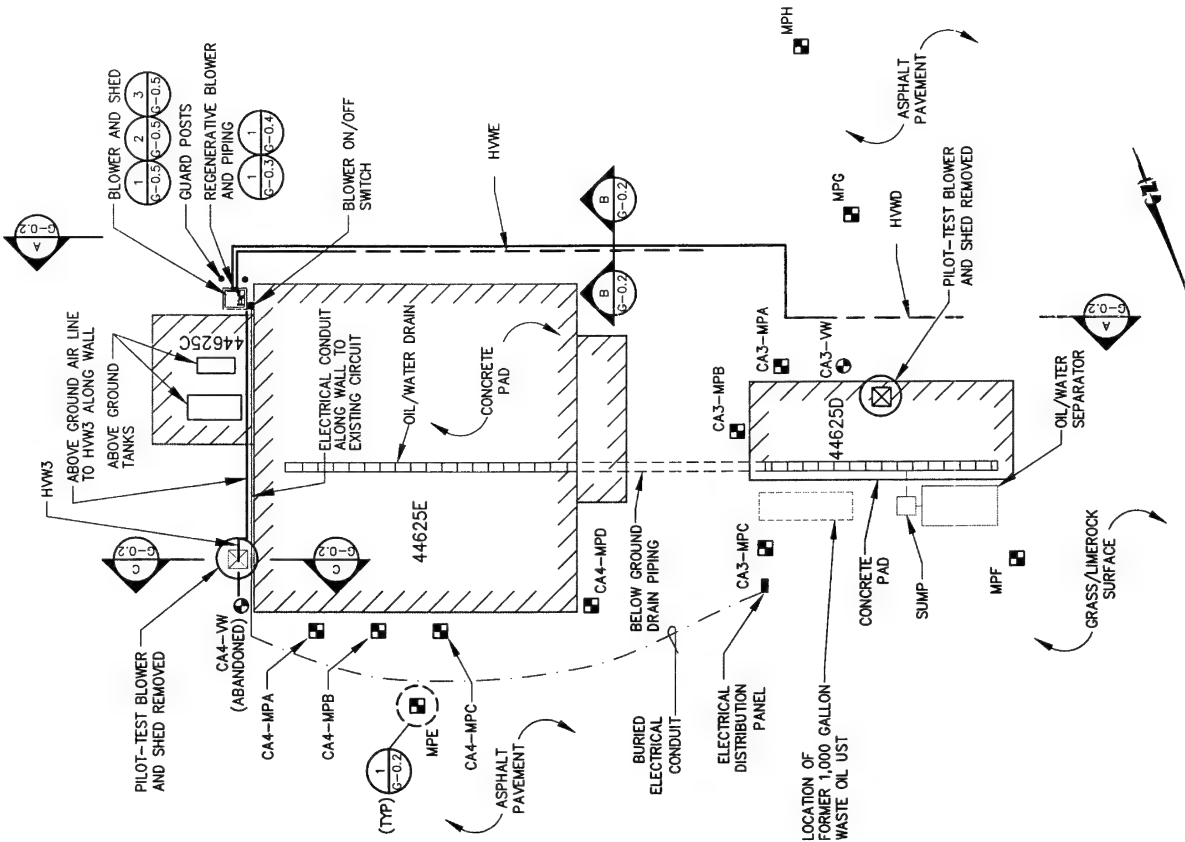 PILOT-TEST BLOWER
AND SHED REMOVED
HVW3
ABOVE GROUND AIR LINE
TO HVW3 ALONG WALL
ABOVE GROUND
TANKS
A
G-0.2
BLOWER AND SHED
1
G-0.5
2
G-0.5
3
G-0.5
GUARD POSTS
REGENERATIVE BLOWER
AND PIPING
1
G-0.3
1
G-0.4
BLOWER ON/OFF
SWITCH
44625C
C
G-0.2
C
G-0.2
CA4-VW
(ABANDONED)
CA4-MPA
CA4-MPB
CA4-MPC
MPE
1
G-0.2
(TYP)
ASPHALT
PAVEMENT
44625E
ELECTRICAL CONDUIT
ALONG WALL TO
EXISTING CIRCUIT
OIL/WATER DRAIN
CONCRETE
PAD
HVWE
B
G-0.2
B
G-0.2
CA4-MPD
BELOW GROUND
DRAIN PIPING
BURIED
ELECTRICAL
CONDUIT
ELECTRICAL
DISTRIBUTION
PANEL
LOCATION OF
FORMER 1,000 GALLON
WASTE OIL UST
CA3-MPC
CA3-MPB
CA3-MPA
CA3-VW
44625D
CONCRETE
PAD
SUMP
MPF
GRASS/LIMEROCK
SURFACE
OIL/WATER
SEPARATOR
A
G-0.2
PILOT-TEST BLOWER
AND SHED REMOVED
HVWD
MPG
MPH
ASPHALT
PAVEMENT
N